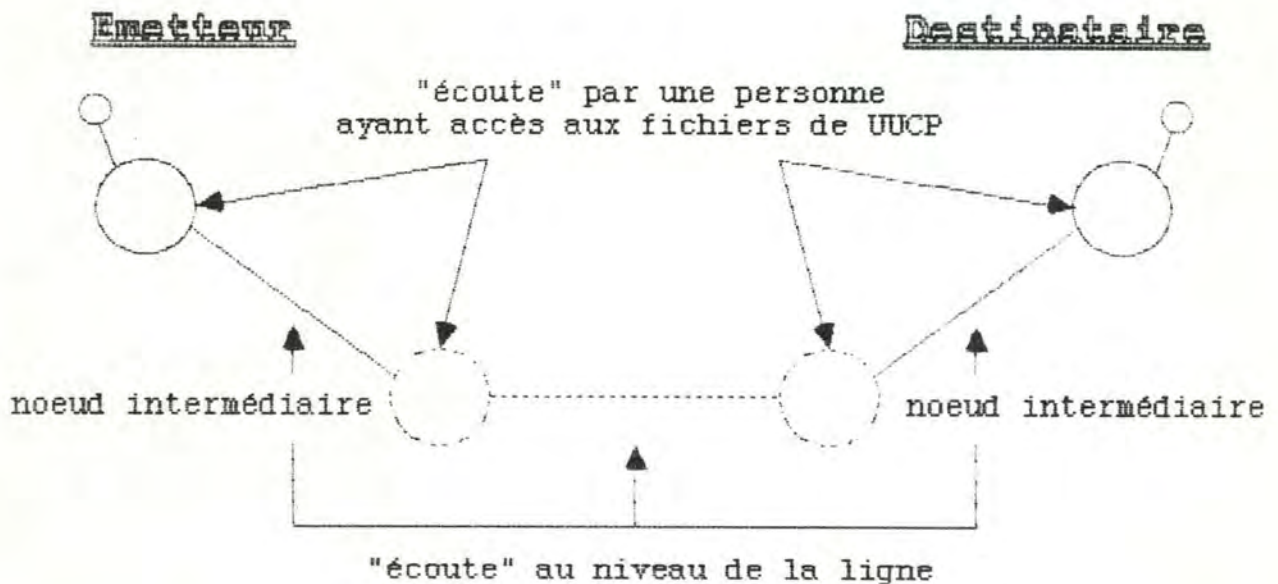 Emetteur
Destinataire
"écoute" par une personne
ayant accès aux fichiers de UUCP
noeud intermédiaire
noeud intermédiaire
"écoute" au niveau de la ligne